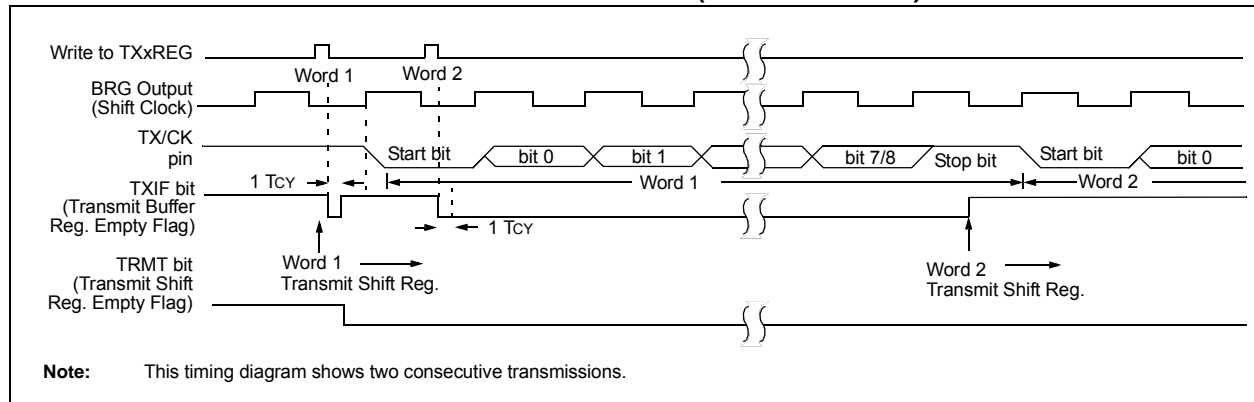 Write to TXxREG
Word 1
Word 2
BRG Output
(Shift Clock)
TX/CK
pin
Start bit
bit 0
bit 1
bit 7/8
Stop bit
Start bit
bit 0
1 TCY
Word 1
Word 2
TXIF bit
(Transmit Buffer
Reg. Empty Flag)
1 TCY
TRMT bit
(Transmit Shift
Reg. Empty Flag)
Word 1
Transmit Shift Reg.
Word 2
Transmit Shift Reg.
Note: This timing diagram shows two consecutive transmissions.